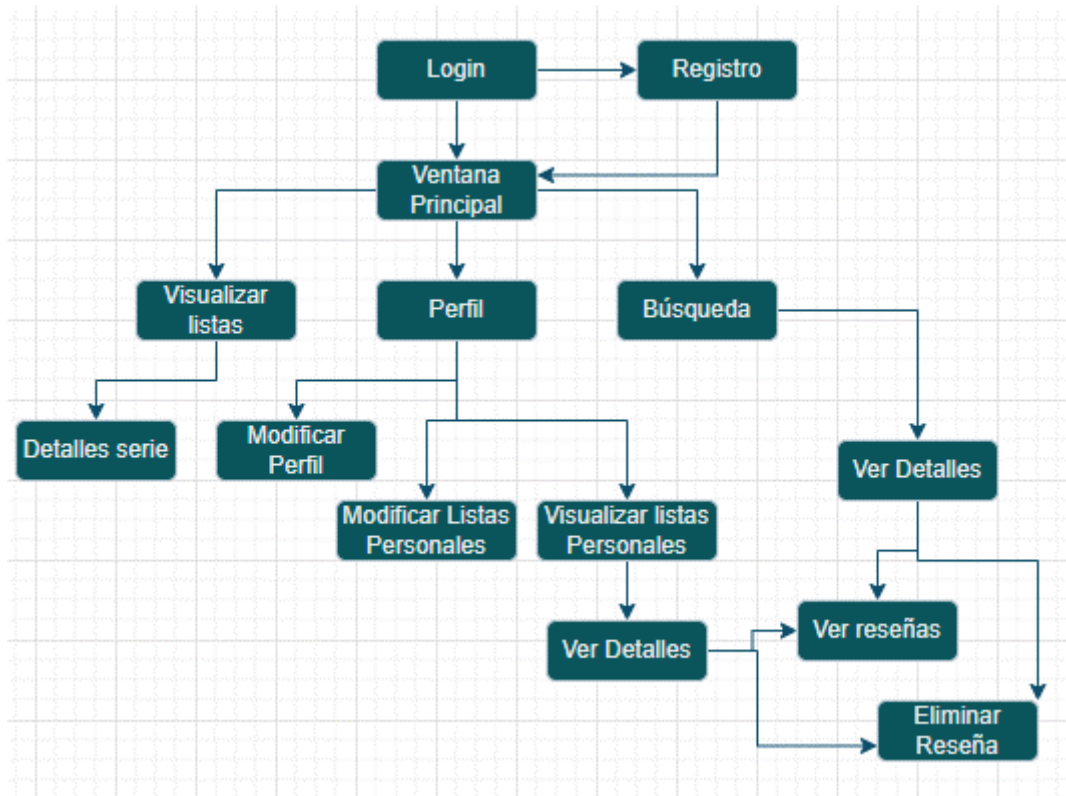 Login
Registro
Ventana
Principal
Visualizar
listas
Perfil
Búsqueda
Detalles serie
Modificar
Perfil
Ver Detalles
Modificar Listas
Personales
Visualizar listas
Personales
Ver reseñas
Ver Detalles
Eliminar
Reseña